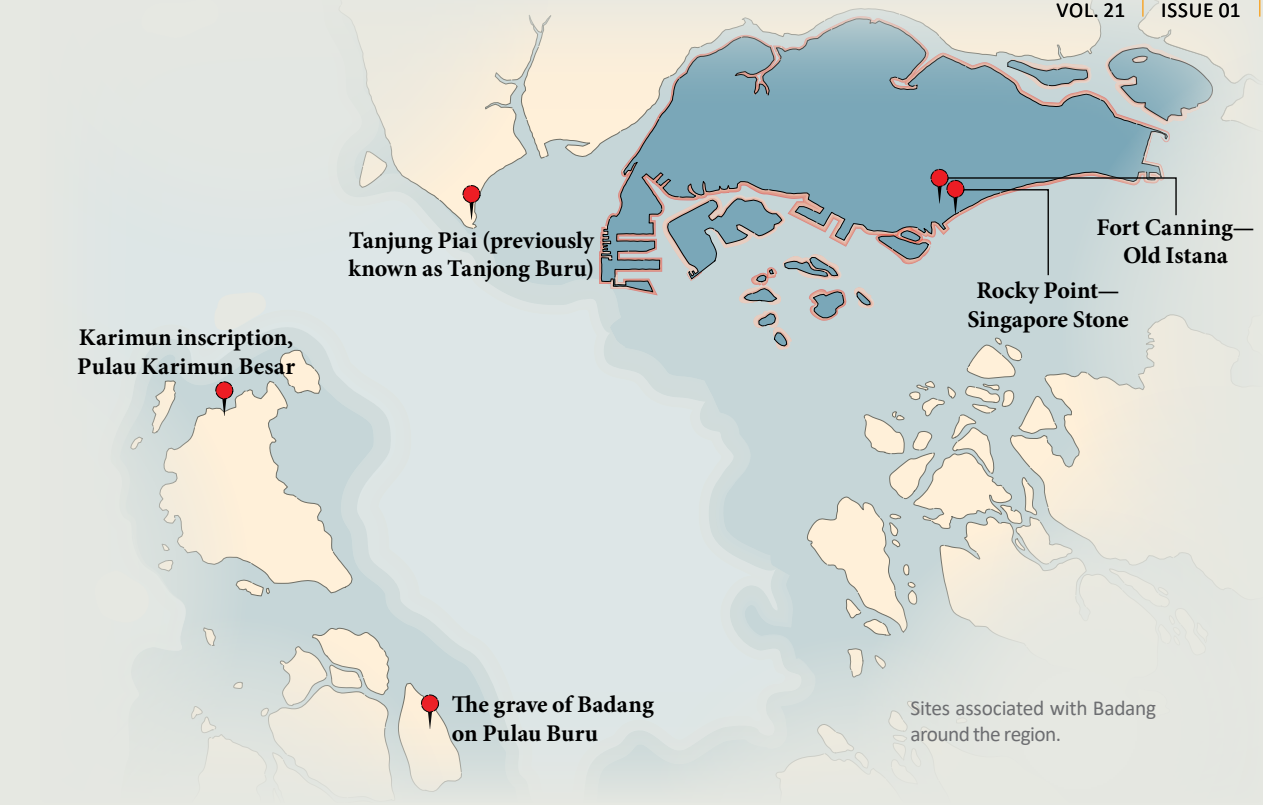 VOL. 21 | ISSUE 01 |
Tanjung Piai (previously
known as Tanjong Buru)
Fort Canning—
Old Istana
Rocky Point—
Singapore Stone
Karimun inscription,
Pulau Karimun Besar
The grave of Badang
on Pulau Buru
Sites associated with Badang
around the region.